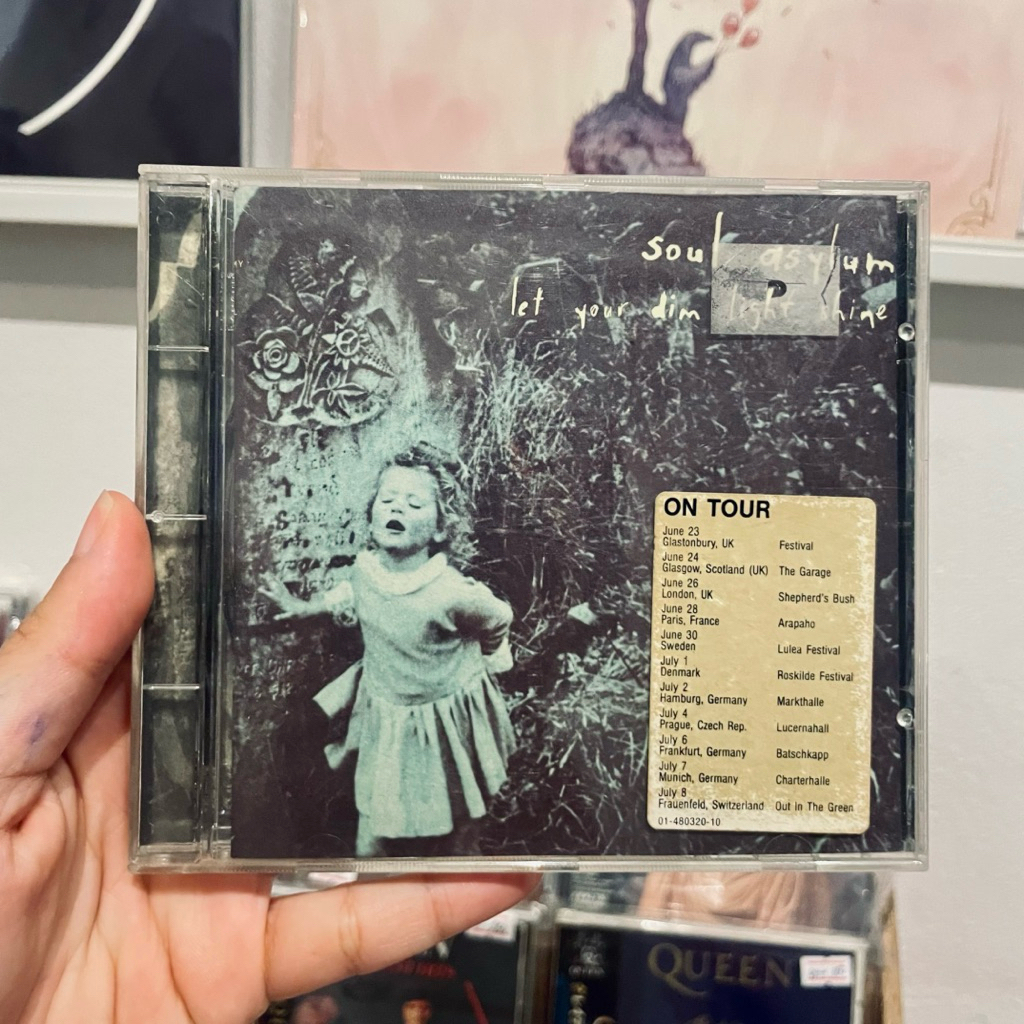 soul asylum
let your dim light shine
ON TOUR
June 23
Glastonbury, UK Festival
June 24
Glasgow, Scotland (UK) The Garage
June 26
London, UK Shepherd's Bush
June 28
Paris, France Arapaho
June 30
Sweden Lulea Festival
July 1
Denmark Roskilde Festival
July 2
Hamburg, Germany Markthalle
July 4
Prague, Czech Rep. Lucernahall
July 6
Frankfurt, Germany Batschkapp
July 7
Munich, Germany Charterhalle
July 8
Frauenfeld, Switzerland Out in The Green
01-480320-10
QUEEN